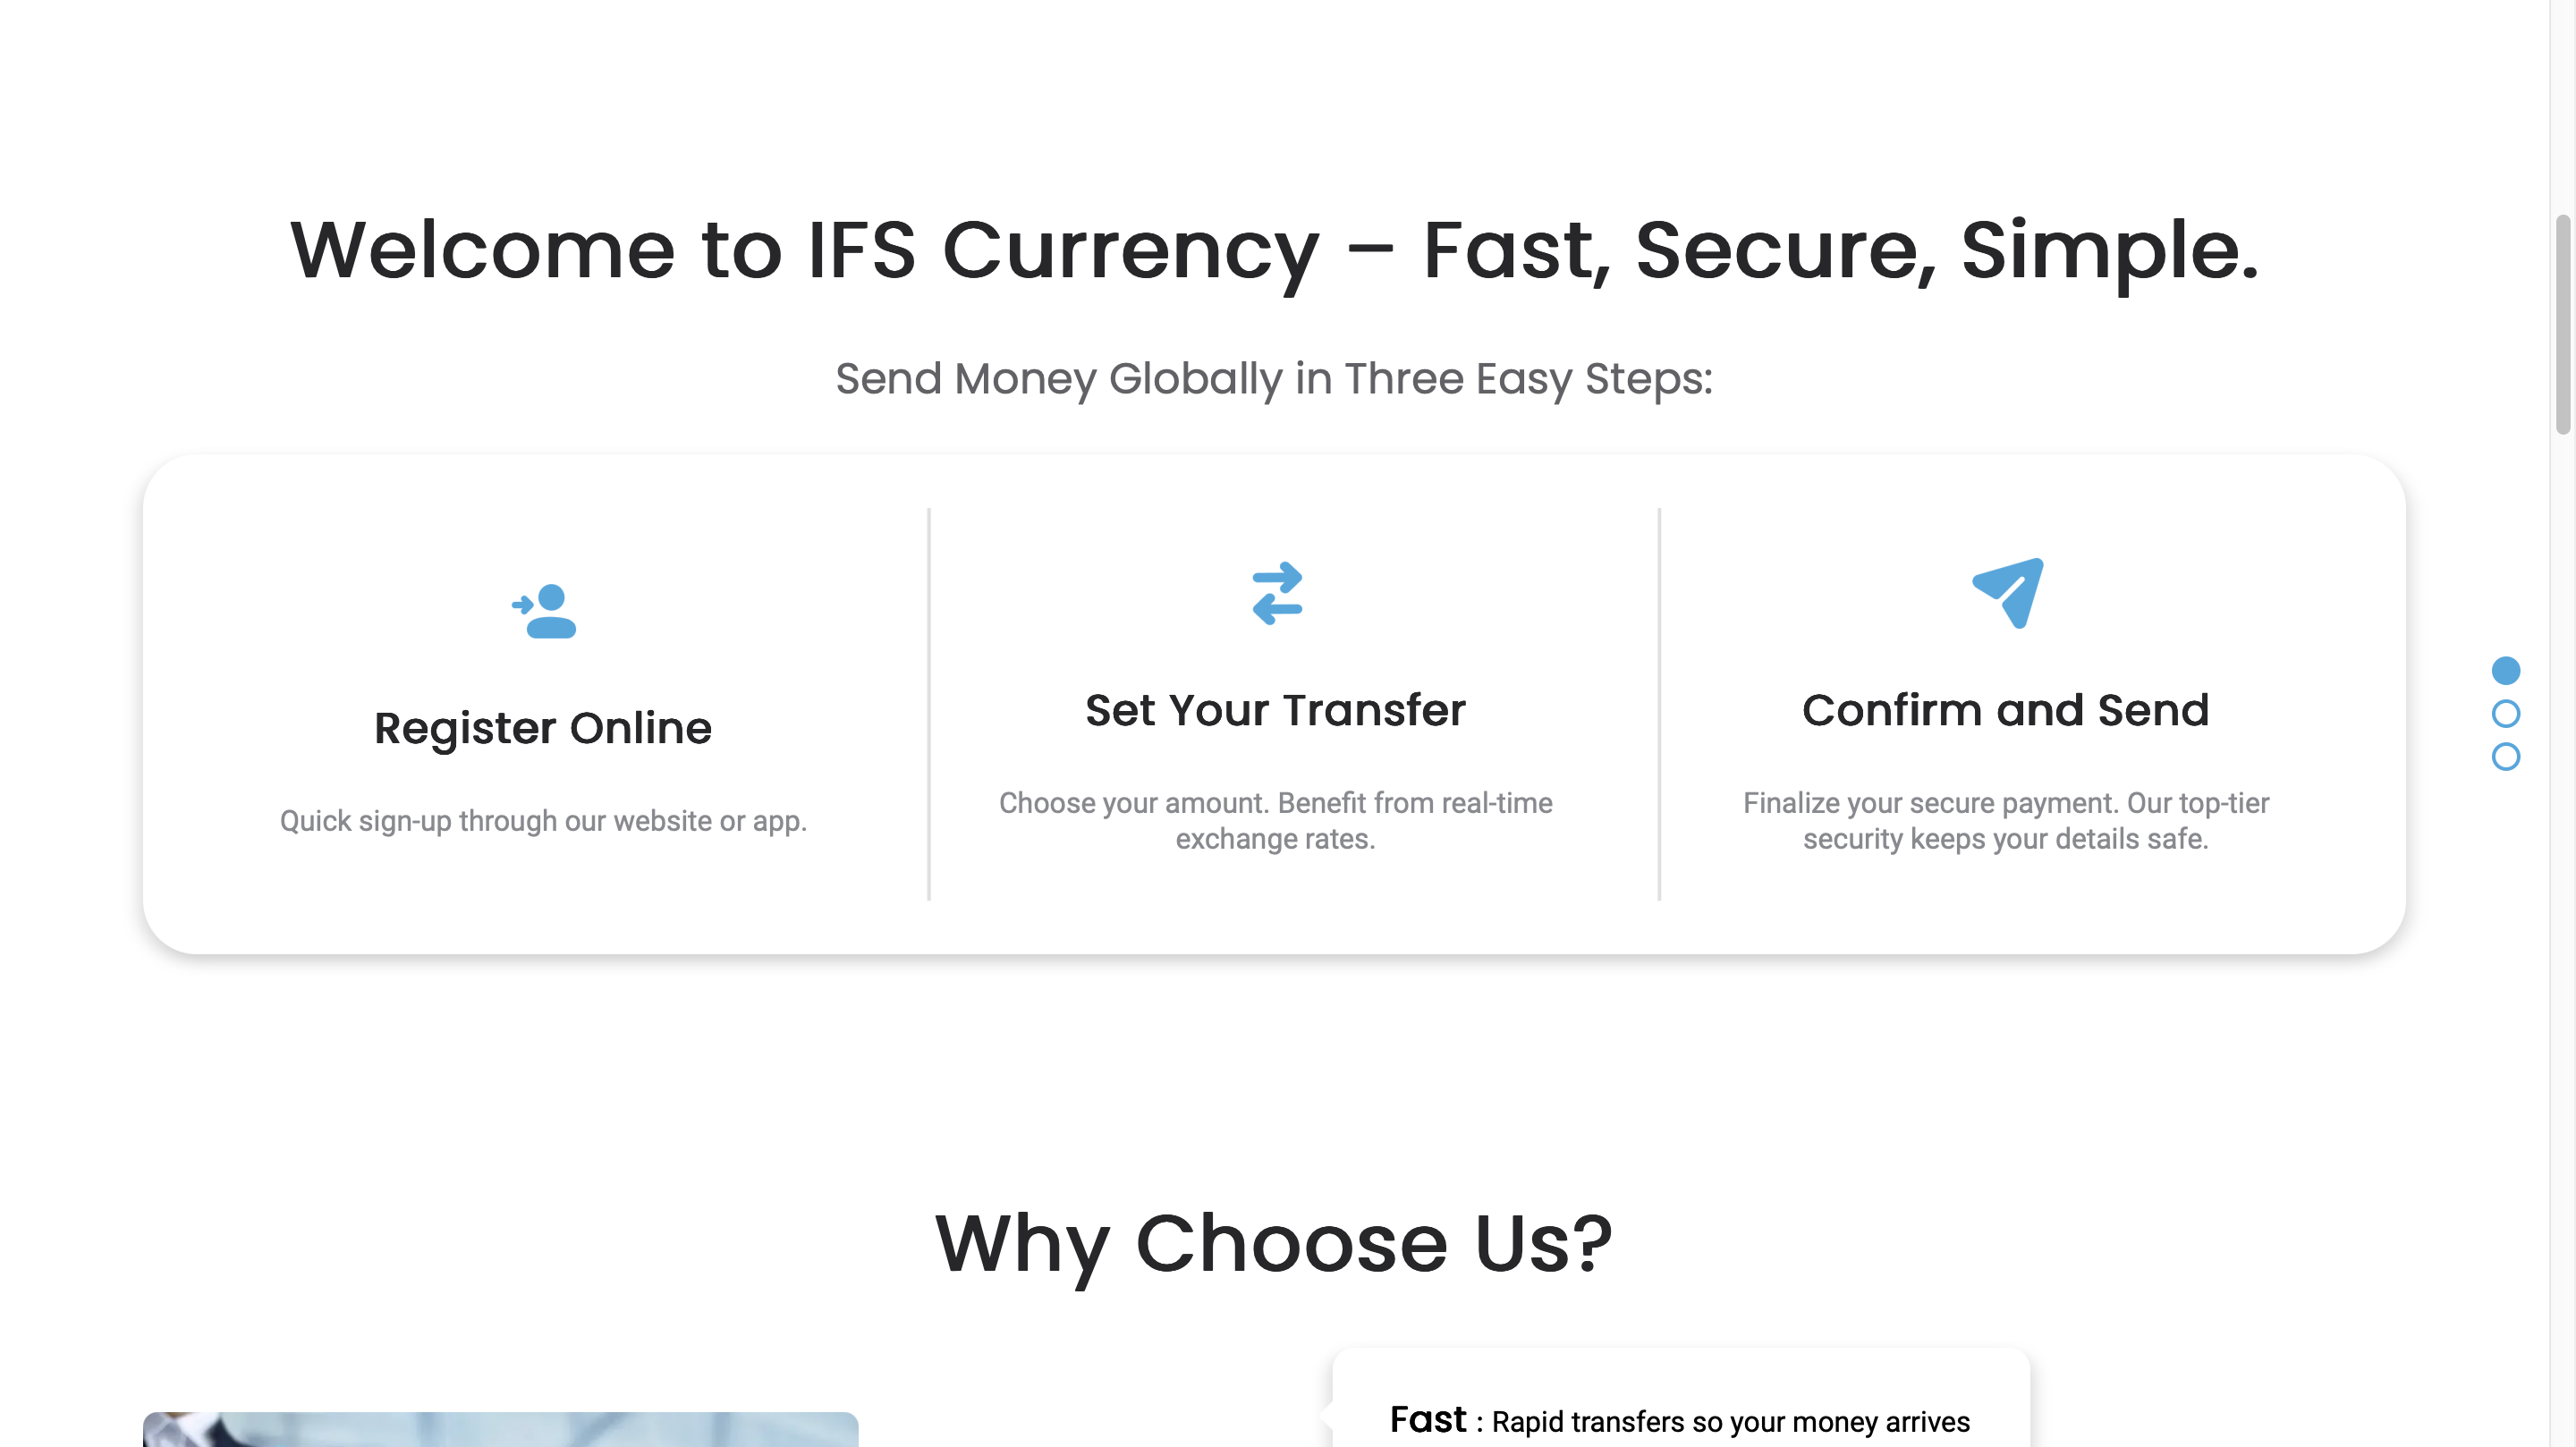 Welcome to IFS Currency – Fast, Secure, Simple.
Send Money Globally in Three Easy Steps:
Register Online
Quick sign-up through our website or app.
Set Your Transfer
Choose your amount. Benefit from real-time
exchange rates.
Confirm and Send
Finalize your secure payment. Our top-tier
security keeps your details safe.
Why Choose Us?
Fast : Rapid transfers so your money arrives